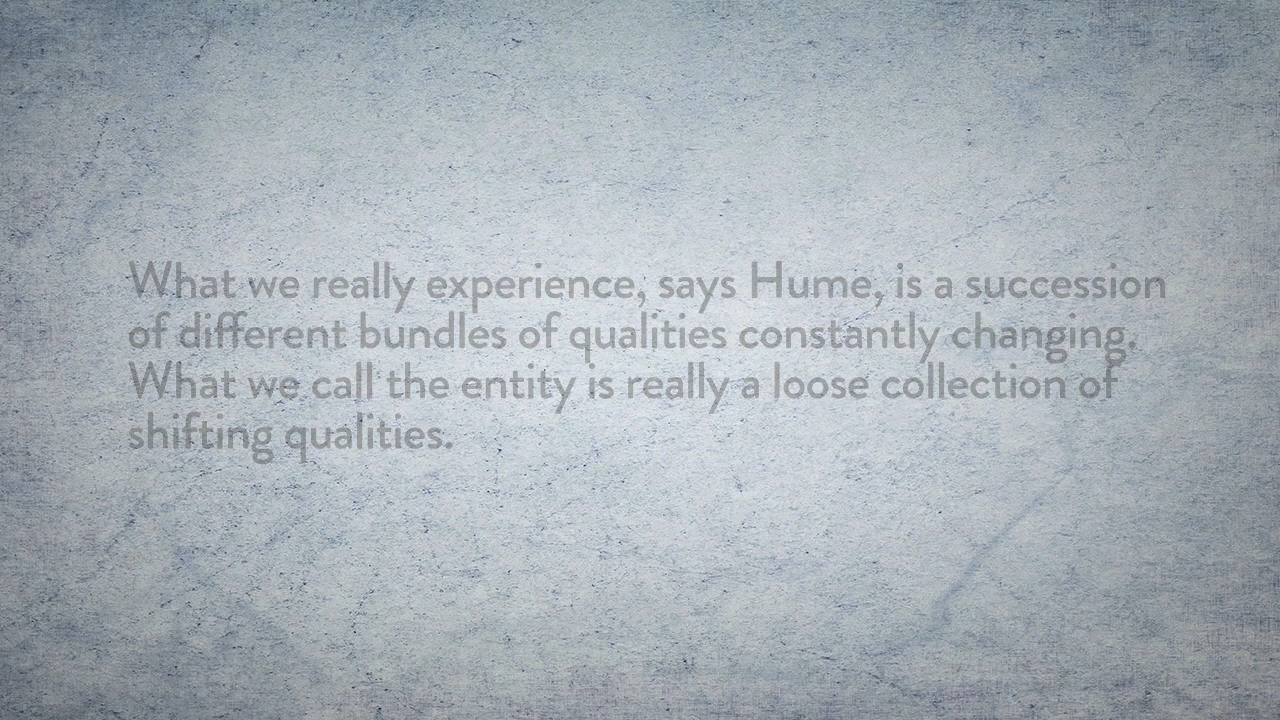 What we really experience, says Hume, is a succession
of different bundles of qualities constantly changing.
What we call the entity is really a loose collection of
shifting qualities.